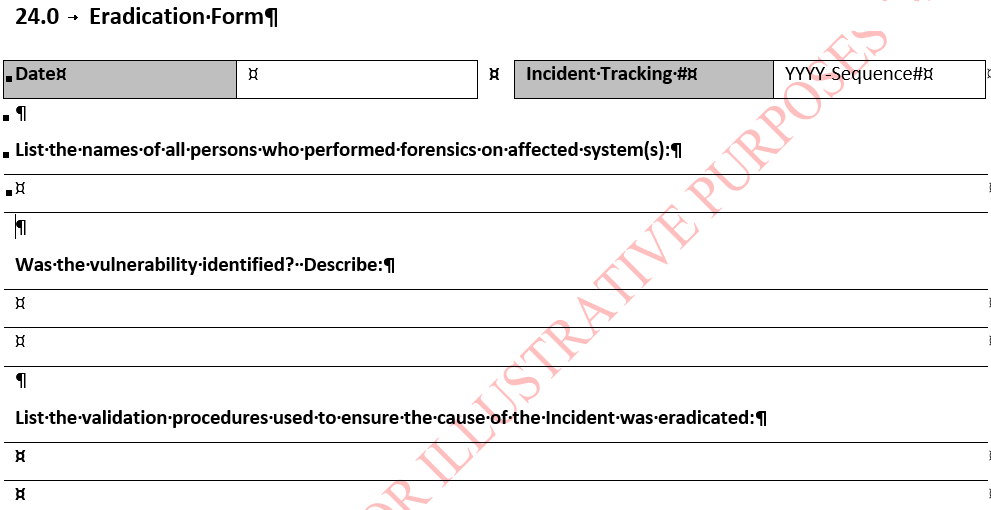 24.0 → Eradication·Form¶
Date¤ ¤ ¤ Incident·Tracking·#¤ YYYY-Sequence#¤
¶
List·the·names·of·all·persons·who·performed·forensics·on·affected·system(s):¶
¤
¶
Was·the·vulnerability·identified?··Describe:¶
¤
¤
¶
List·the·validation·procedures·used·to·ensure·the·cause·of·the·Incident·was·eradicated:¶
¤
¤
OR ILLUSTRATIVE PURPOSES